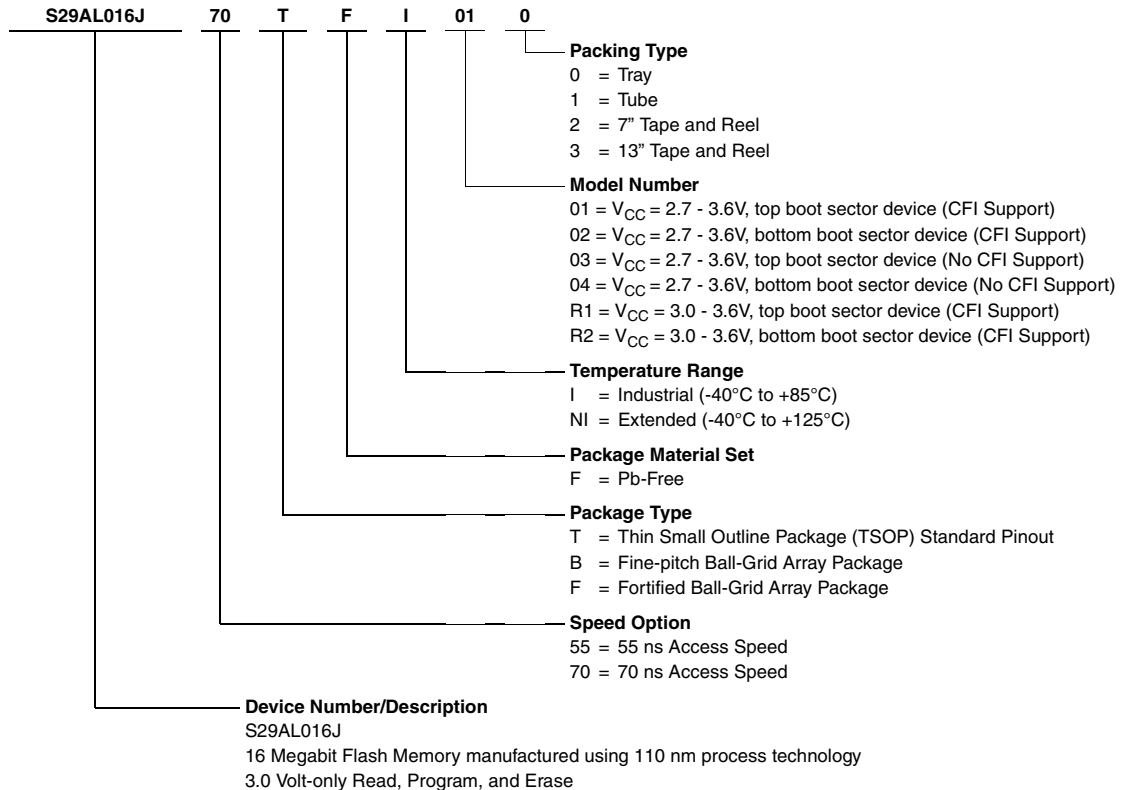 S29AL016J 70 T F I 01 0
Packing Type
0 = Tray
1 = Tube
2 = 7” Tape and Reel
3 = 13” Tape and Reel
Model Number
01 = VCC = 2.7 - 3.6V, top boot sector device (CFI Support)
02 = VCC = 2.7 - 3.6V, bottom boot sector device (CFI Support)
03 = VCC = 2.7 - 3.6V, top boot sector device (No CFI Support)
04 = VCC = 2.7 - 3.6V, bottom boot sector device (No CFI Support)
R1 = VCC = 3.0 - 3.6V, top boot sector device (CFI Support)
R2 = VCC = 3.0 - 3.6V, bottom boot sector device (CFI Support)
Temperature Range
I = Industrial (-40°C to +85°C)
NI = Extended (-40°C to +125°C)
Package Material Set
F = Pb-Free
Package Type
T = Thin Small Outline Package (TSOP) Standard Pinout
B = Fine-pitch Ball-Grid Array Package
F = Fortified Ball-Grid Array Package
Speed Option
55 = 55 ns Access Speed
70 = 70 ns Access Speed
Device Number/Description
S29AL016J
16 Megabit Flash Memory manufactured using 110 nm process technology
3.0 Volt-only Read, Program, and Erase